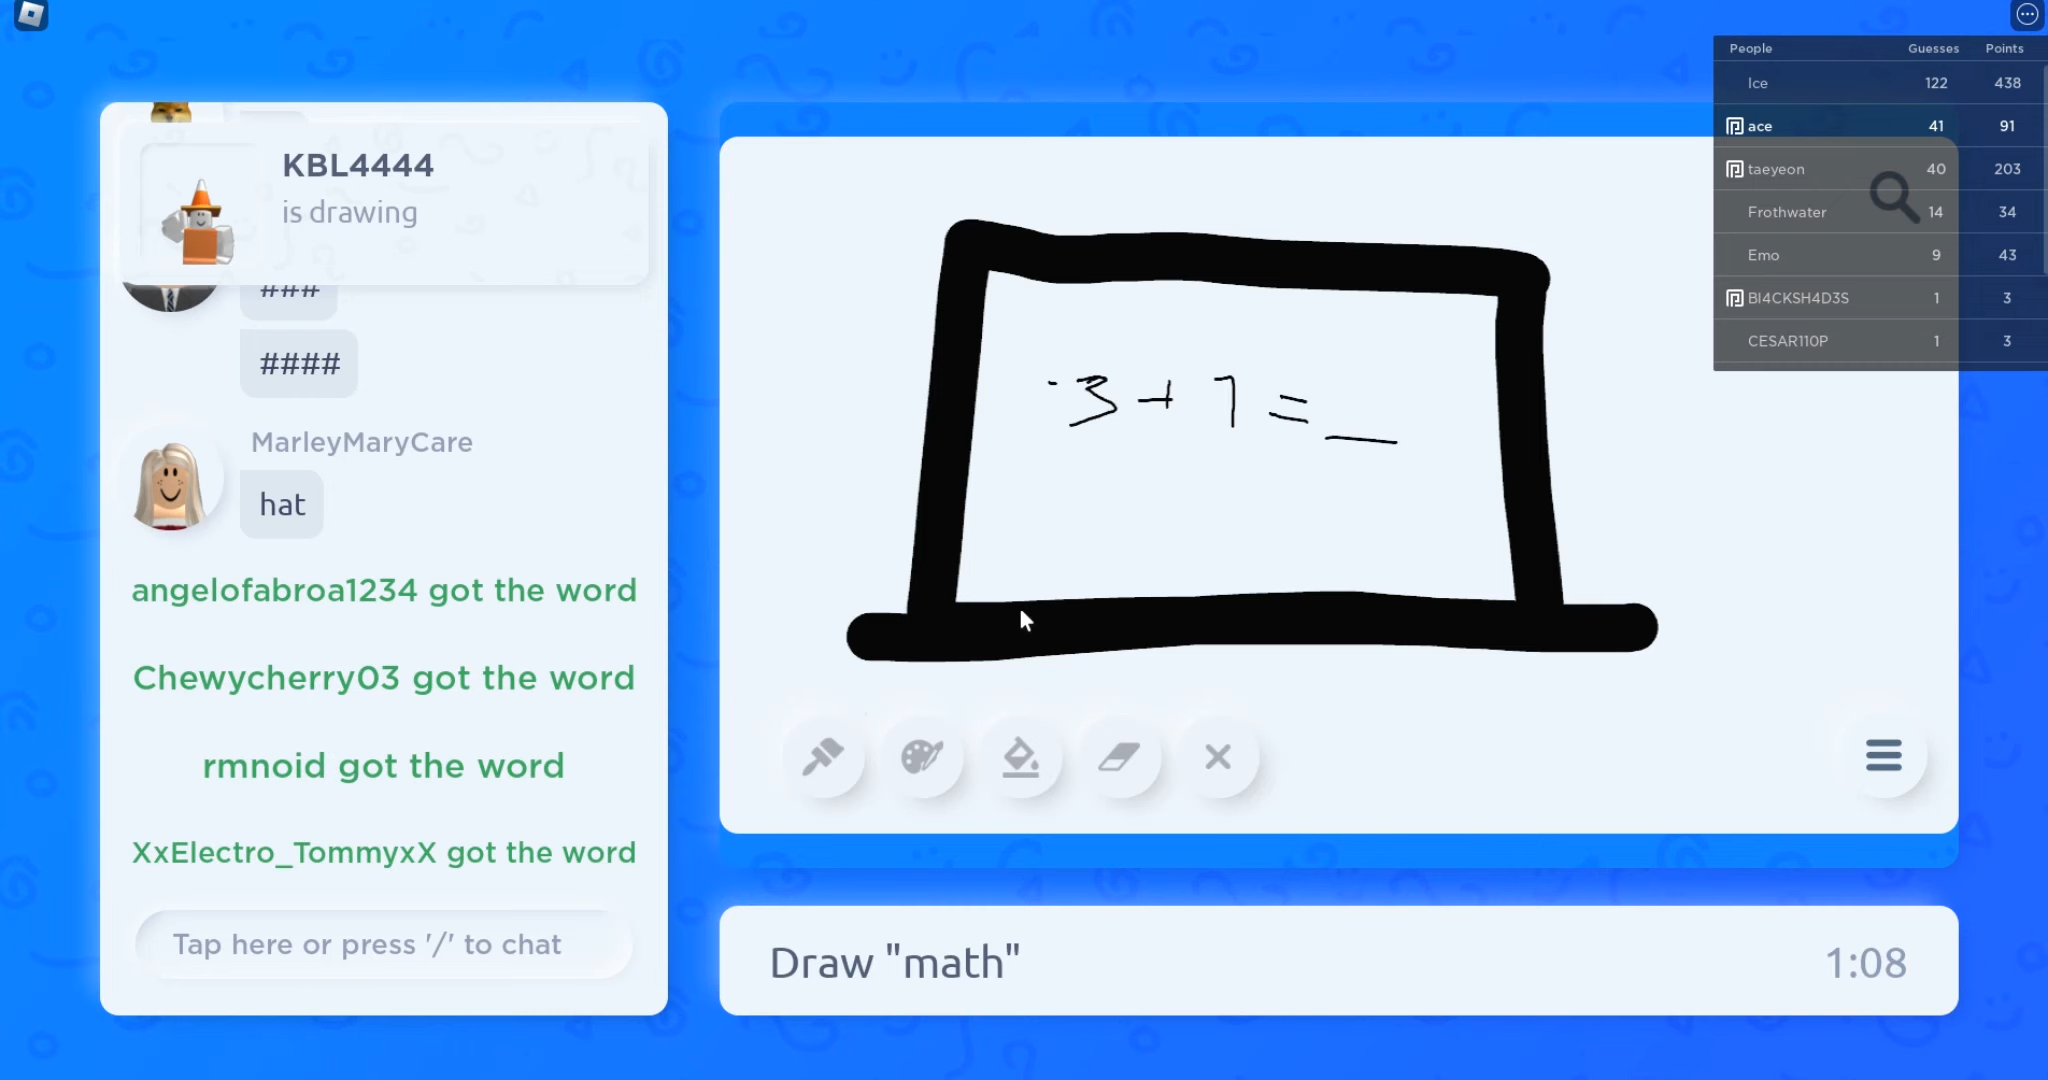 People Guesses Points
Ice 122 438
ace 41 91
taeyeon 40 203
Frothwater 14 34
Emo 9 43
BI4CKSH4D3S 1 3
CESAR110P 1 3
KBL4444
is drawing
###
####
MarleyMaryCare
hat
angelofabroa1234 got the word
Chewycherry03 got the word
rmnoid got the word
XxElectro_TommyxX got the word
Tap here or press '/' to chat
3 + 7 = __
Draw "math"
1:08